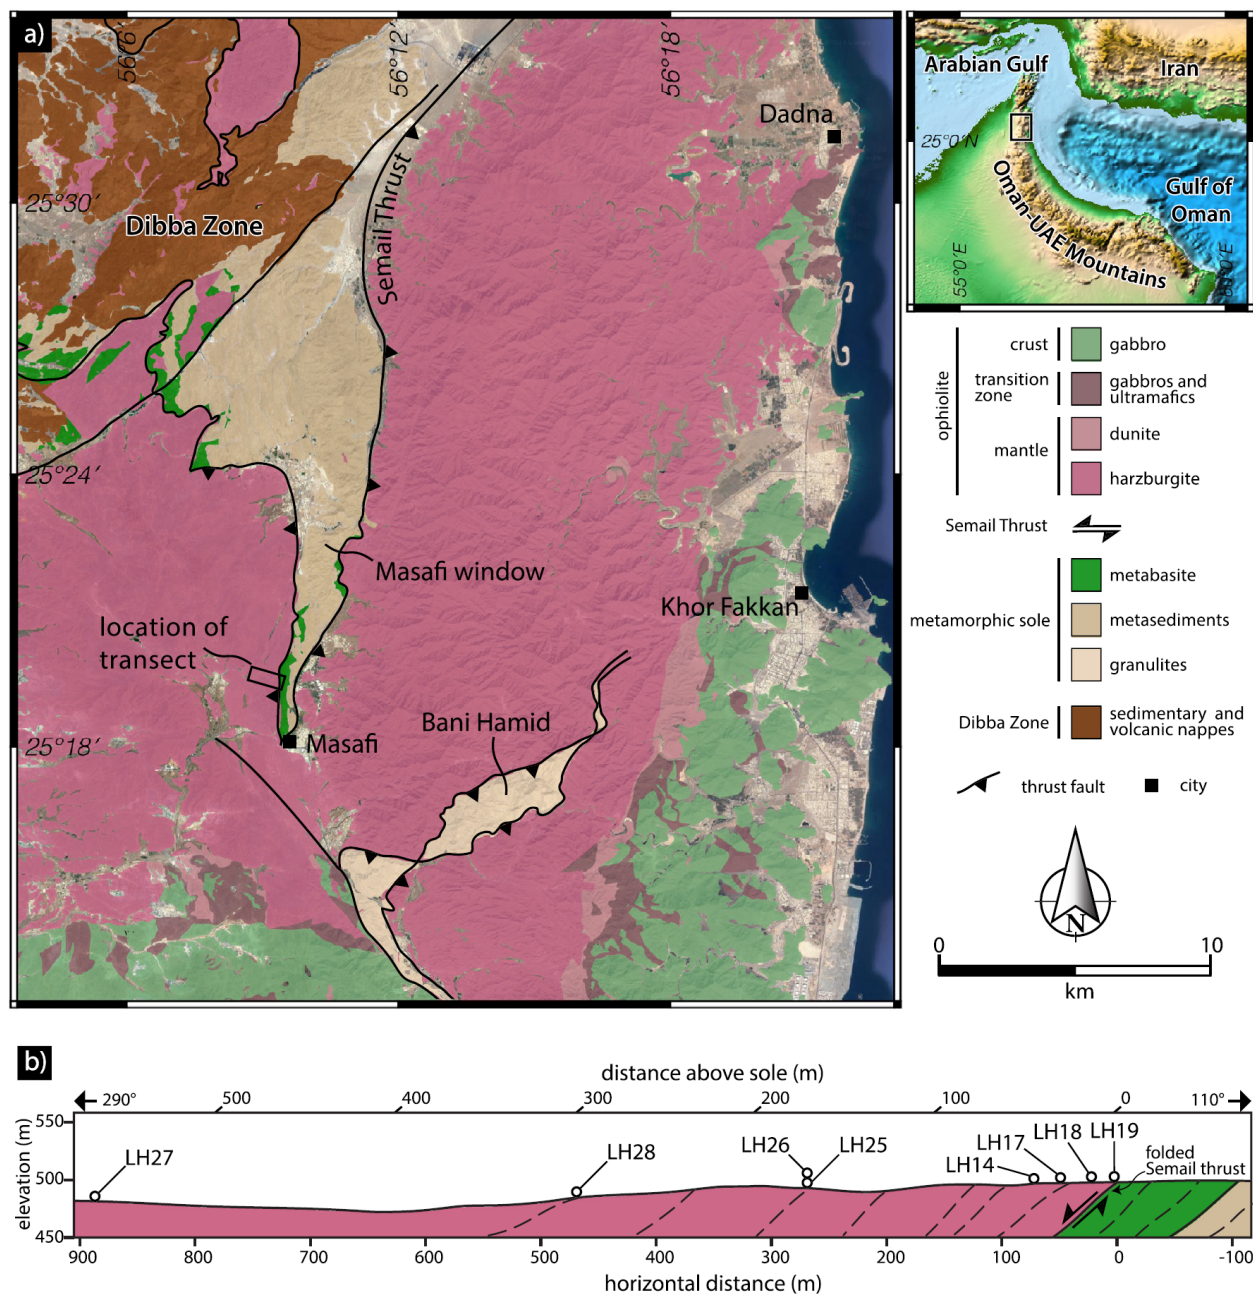 a)
56°6′
56°12′
56°18′
Dadna
25°30′
Dibba Zone
Semail Thrust
25°24′
Masafi window
Khor Fakkan
location of
transect
Bani Hamid
25°18′
Masafi
Arabian Gulf
Iran
25°0′N
Gulf of
Oman
Oman-UAE Mountains
55°0′E
60°0′E
ophiolite
crust
gabbro
transition
zone
gabbros and
ultramafics
mantle
dunite
harzburgite
Semail Thrust
metamorphic sole
metabasite
metasediments
granulites
Dibba Zone
sedimentary and
volcanic nappes
thrust fault
city
N
0 10
km
b)
distance above sole (m)
290° 500 400 300 200 100 0 110°
elevation (m)
550
500
450
LH27
LH28
LH26
LH25
LH14
LH17
LH18
LH19
folded
Semail thrust
900 800 700 600 500 400 300 200 100 0 -100
horizontal distance (m)